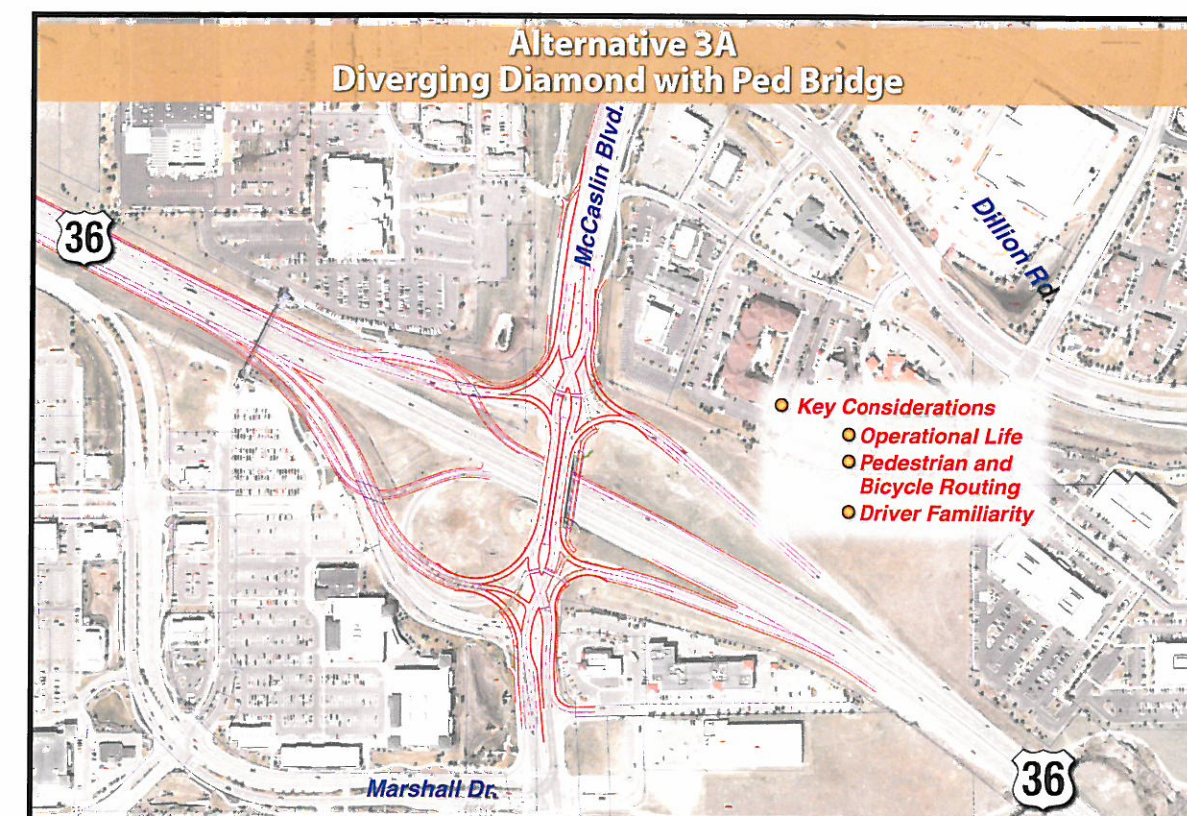 Alternative 3A
Diverging Diamond with Ped Bridge
McCaslin Blvd.
36
Dillion Rd
Key Considerations
Operational Life
Pedestrian and
Bicycle Routing
Driver Familiarity
Marshall Dr.
36